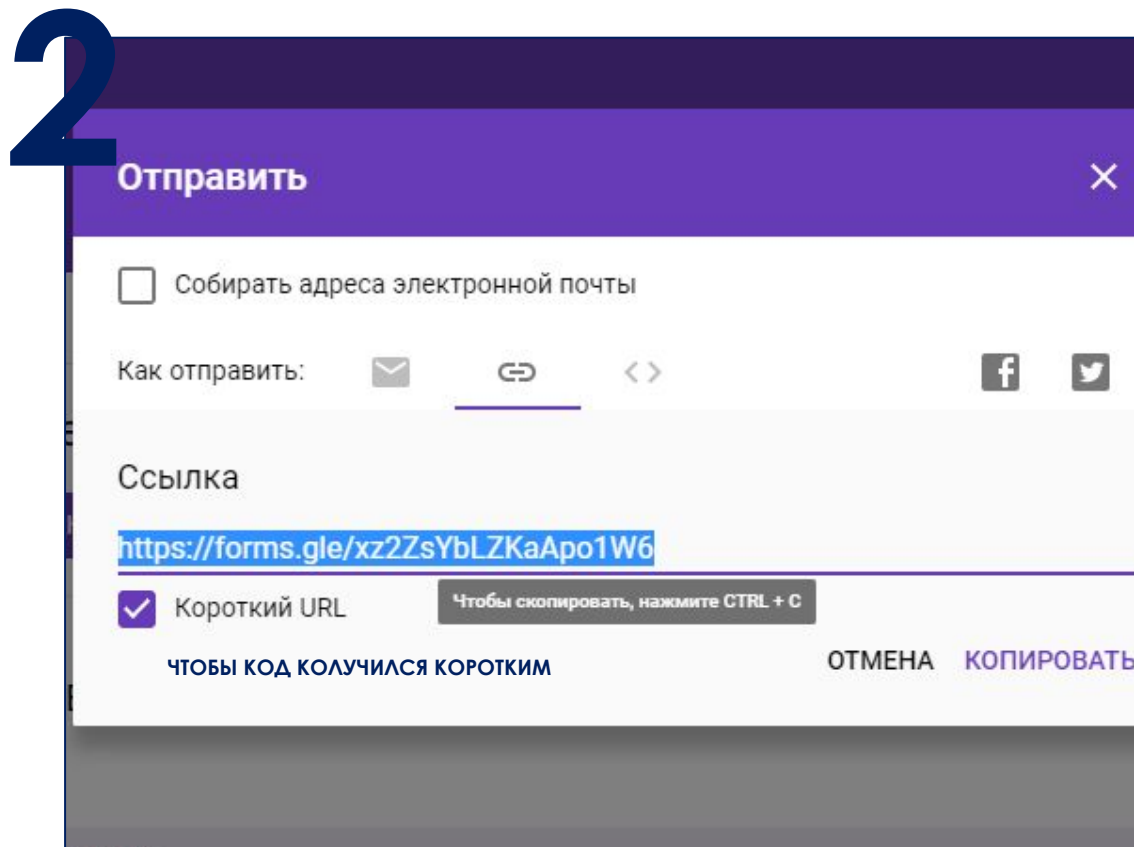 2
Отправить
Собирать адреса электронной почты
Как отправить:
Ссылка
https://forms.gle/xz2ZsYbLZKaApo1W6
Короткий URL
Чтобы скопировать, нажмите CTRL + C
ЧТОБЫ КОД КОЛУЧИЛСЯ КОРОТКИМ
ОТМЕНА КОПИРОВАТЬ